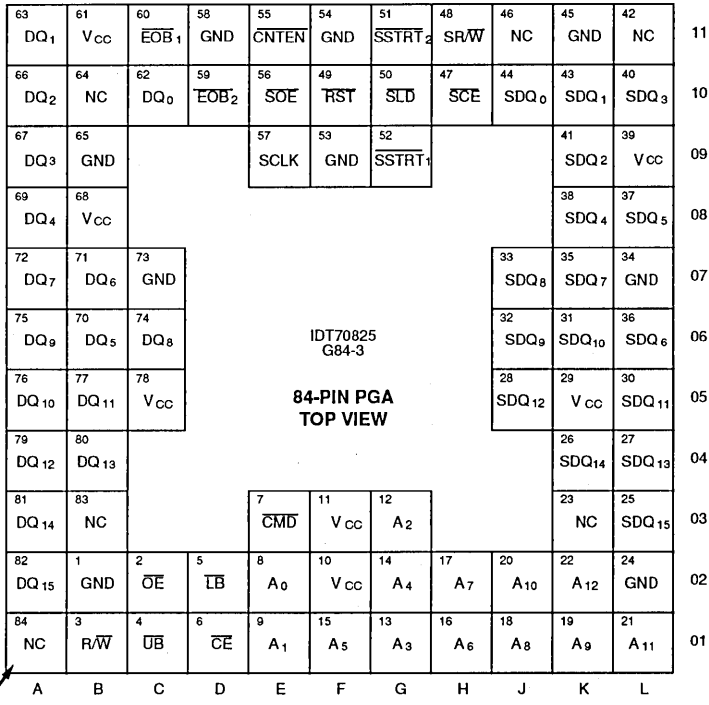 63 61 60 58 55 54 51 48 46 45 42
DQ1 VCC EOB1 GND CNTEN GND SSTRT2 SR/W NC GND NC 11
66 64 62 59 56 49 50 47 44 43 40
DQ2 NC DQ0 EOB2 SOE RST SLD SCE SDQ0 SDQ1 SDQ3 10
67 65 57 53 52 41 39
DQ3 GND SCLK GND SSTRT1 SDQ2 VCC 09
69 68 38 37
DQ4 VCC SDQ4 SDQ5 08
72 71 73 33 35 34
DQ7 DQ6 GND SDQ8 SDQ7 GND 07
75 70 74 32 31 36
DQ9 DQ5 DQ8 SDQ9 SDQ10 SDQ6 06
IDT70825
G84-3
76 77 78 28 29 30
DQ10 DQ11 VCC SDQ12 VCC SDQ11 05
84-PIN PGA
TOP VIEW
79 80 26 27
DQ12 DQ13 SDQ14 SDQ13 04
81 83 7 11 12 23 25
DQ14 NC CMD VCC A2 NC SDQ15 03
82 1 2 5 8 10 14 17 20 22 24
DQ15 GND OE LB A0 VCC A4 A7 A10 A12 GND 02
84 3 4 6 9 15 13 16 18 19 21
NC R/W UB CE A1 A5 A3 A6 A8 A9 A11 01
A B C D E F G H J K L